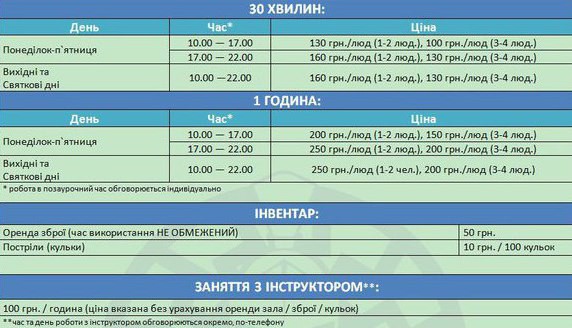 30 ХВИЛИН:
День Час* Ціна
Понеділок-п`ятниця
10.00 — 17.00 130 грн./люд (1-2 люд.), 100 грн./люд (3-4 люд.)
17.00 — 22.00 160 грн./люд (1-2 люд.), 130 грн./люд (3-4 люд.)
Вихідні та
Святкові дні
10.00 —22.00 160 грн./люд (1-2 люд.), 130 грн./люд (3-4 люд.)
1 ГОДИНА:
День Час* Ціна
Понеділок-п`ятниця
10.00 — 17.00 200 грн./люд (1-2 люд.), 150 грн./люд (3-4 люд.)
17.00 — 22.00 250 грн./люд (1-2 люд.), 200 грн./люд (3-4 люд.)
Вихідні та
Святкові дні
10.00 — 22.00 250 грн./люд (1-2 чел.), 200 грн./люд (3-4 люд.)
* робота в позаурочний час обговорюється індивідуально
ІНВЕНТАР:
Оренда зброї (час використання НЕ ОБМЕЖЕНИЙ) 50 грн.
Постріли (кульки) 10 грн. / 100 кульок
ЗАНЯТТЯ З ІНСТРУКТОРОМ**:
100 грн. / година (ціна вказана без урахування оренди зала / зброї / кульок)
**час та день роботи з інструктором обговорюються окремо, по-телефону